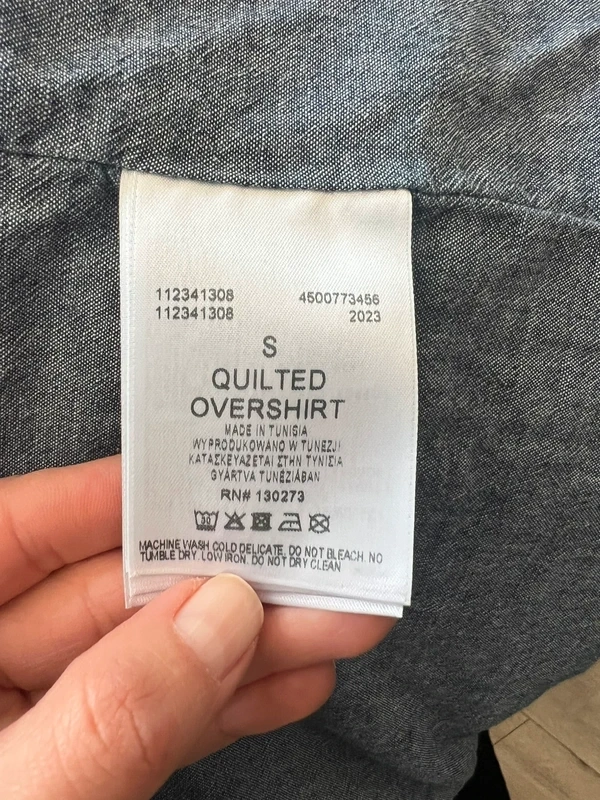 112341308 4500773456
112341308 2023
S
QUILTED
OVERSHIRT
MADE IN TUNISIA
WYPRODUKOWANO W TUNEZJI
ΚΑΤΑΣΚΕΥΑΖΕΤΑΙ ΣΤΗΝ ΤΥΝΙΣΙΑ
GYÁRTVA TUNÉZIÁBAN
RN# 130273
30
MACHINE WASH COLD DELICATE. DO NOT BLEACH. NO
TUMBLE DRY. LOW IRON. DO NOT DRY CLEAN